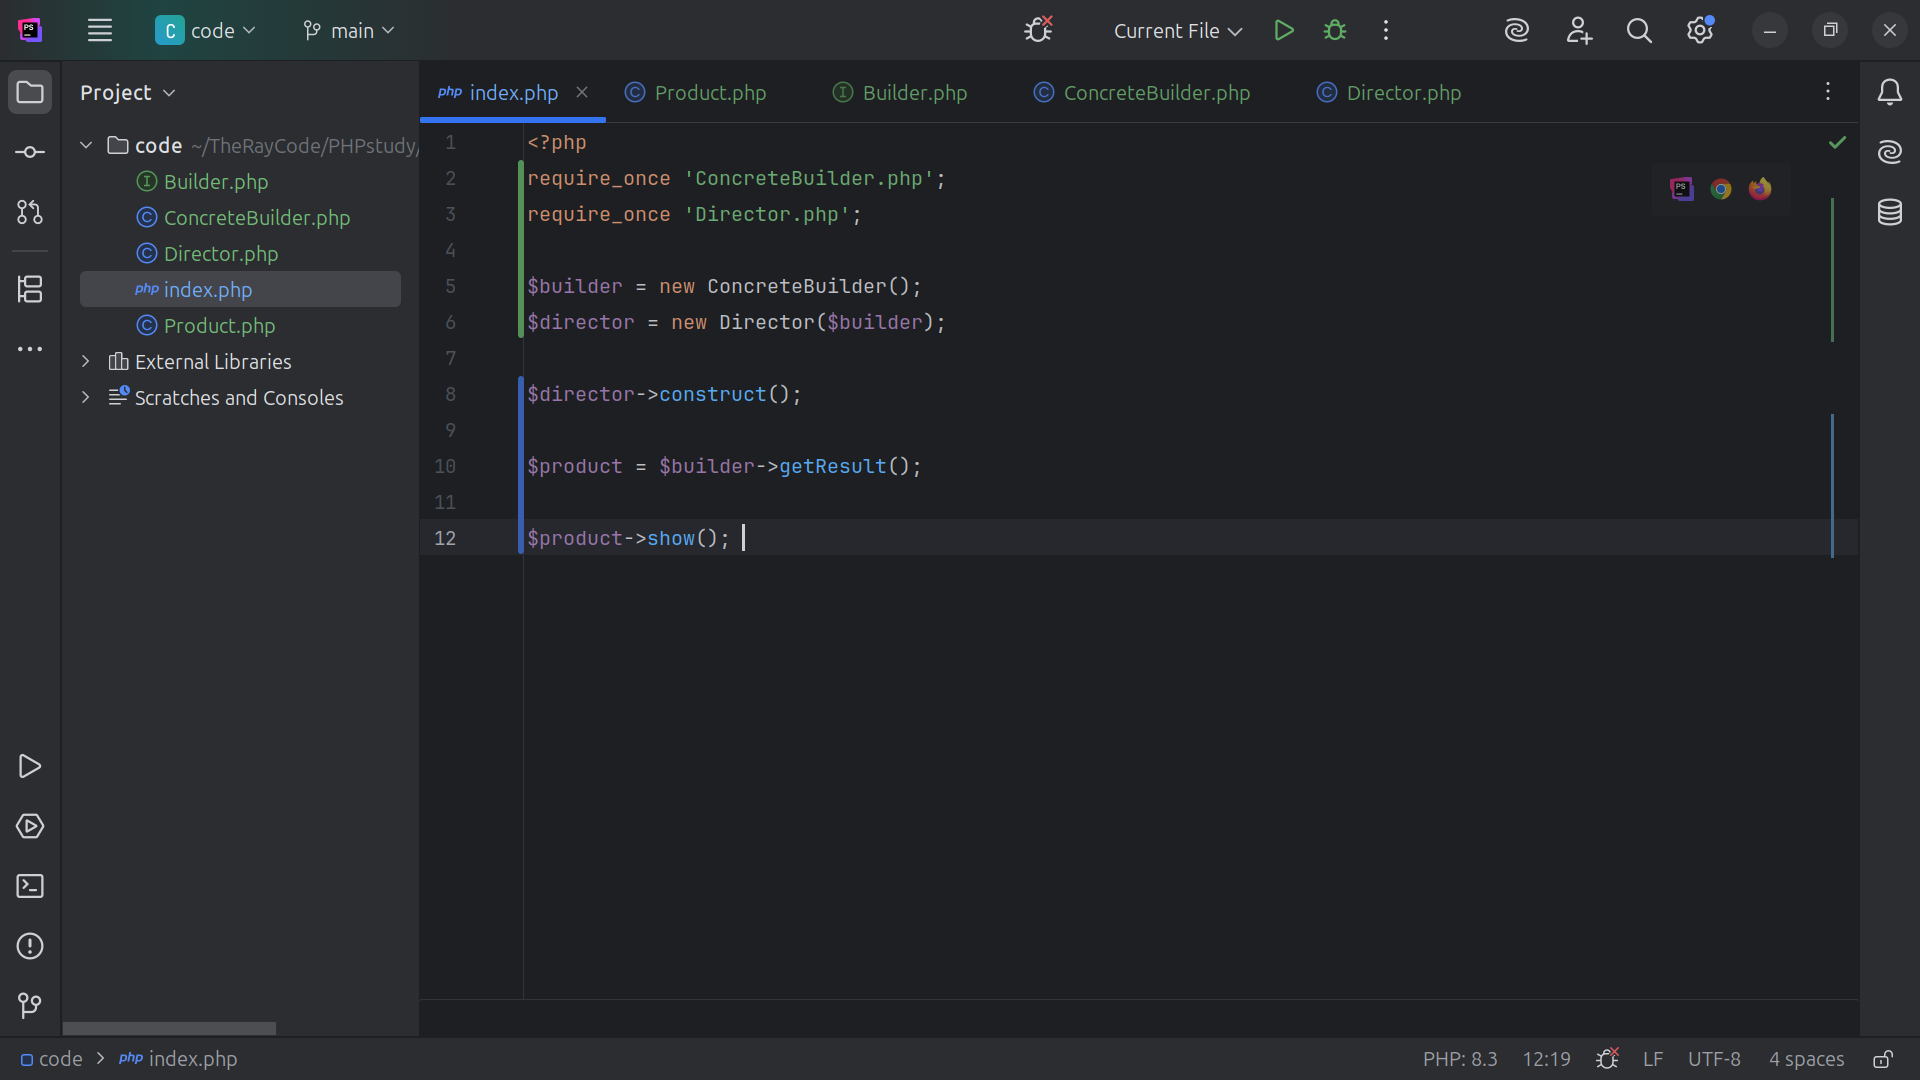 code
main
Current File
Project
index.php
Product.php
Builder.php
ConcreteBuilder.php
Director.php
code ~/TheRayCode/PHPstudy/
Builder.php
ConcreteBuilder.php
Director.php
php index.php
Product.php
External Libraries
Scratches and Consoles
1 <?php
2 require_once 'ConcreteBuilder.php';
3 require_once 'Director.php';
4
5 $builder = new ConcreteBuilder();
6 $director = new Director($builder);
7
8 $director->construct();
9
10 $product = $builder->getResult();
11
12 $product->show();
code > php index.php
PHP: 8.3 12:19 LF UTF-8 4 spaces